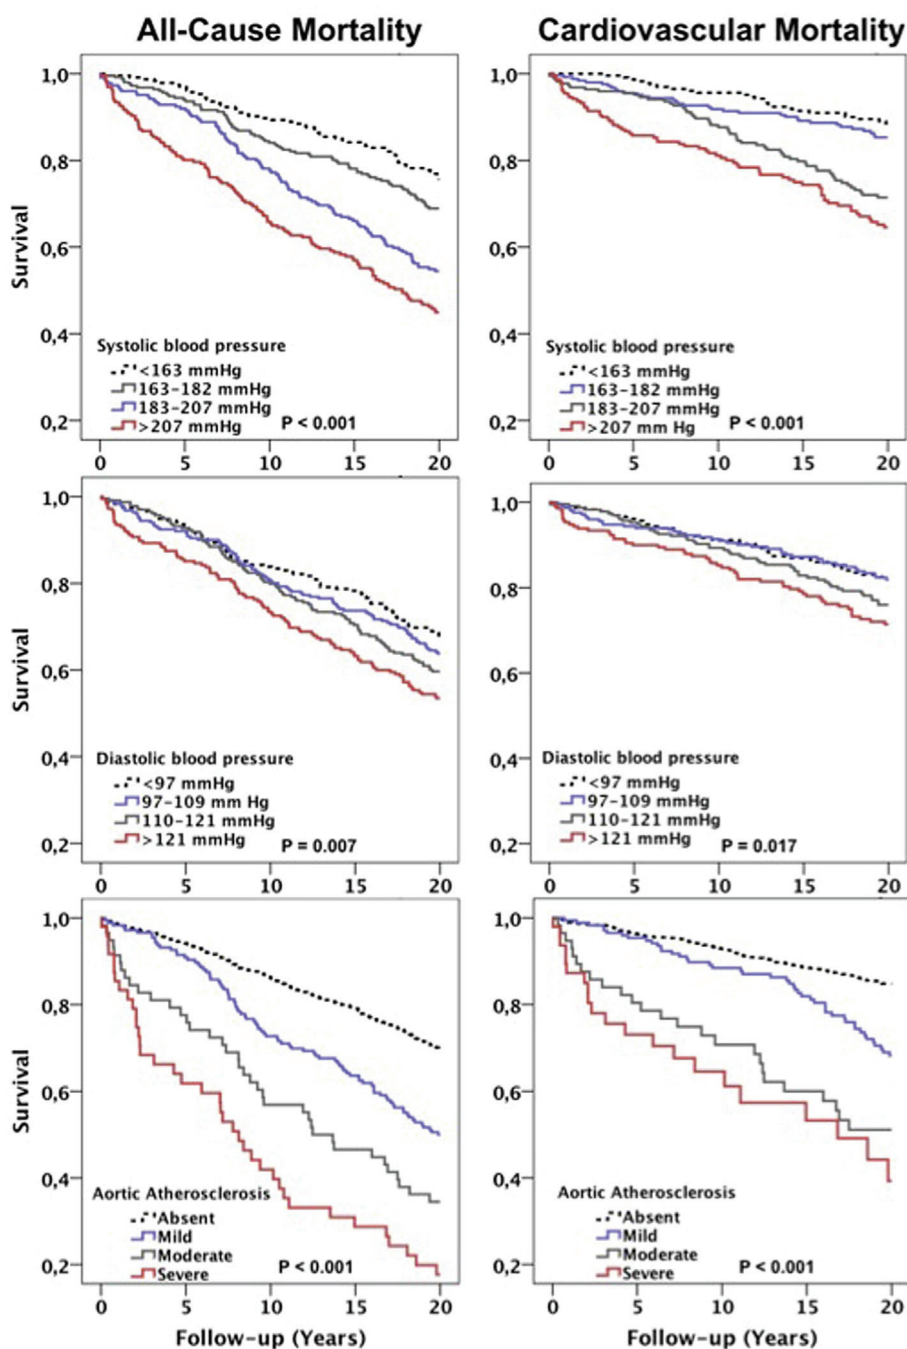 All-Cause Mortality
Cardiovascular Mortality
1,0
0,8
0,6
0,4
0,2
Survival
Systolic blood pressure
<163 mmHg
163-182 mmHg
183-207 mmHg
>207 mmHg
P < 0.001
0 5 10 15 20
1,0
0,8
0,6
0,4
0,2
Systolic blood pressure
<163 mmHg
163-182 mmHg
183-207 mmHg
>207 mm Hg
P < 0.001
0 5 10 15 20
1,0
0,8
0,6
0,4
0,2
Survival
Diastolic blood pressure
<97 mmHg
97-109 mm Hg
110-121 mmHg
>121 mmHg
P = 0.007
0 5 10 15 20
1,0
0,8
0,6
0,4
0,2
Diastolic blood pressure
<97 mmHg
97-109 mmHg
110-121 mmHg
>121 mmHg
P = 0.017
0 5 10 15 20
1,0
0,8
0,6
0,4
0,2
Survival
Aortic Atherosclerosis
Absent
Mild
Moderate
Severe
P < 0.001
0 5 10 15 20
Follow-up (Years)
1,0
0,8
0,6
0,4
0,2
Aortic Atherosclerosis
Absent
Mild
Moderate
Severe
P < 0.001
0 5 10 15 20
Follow-up (Years)